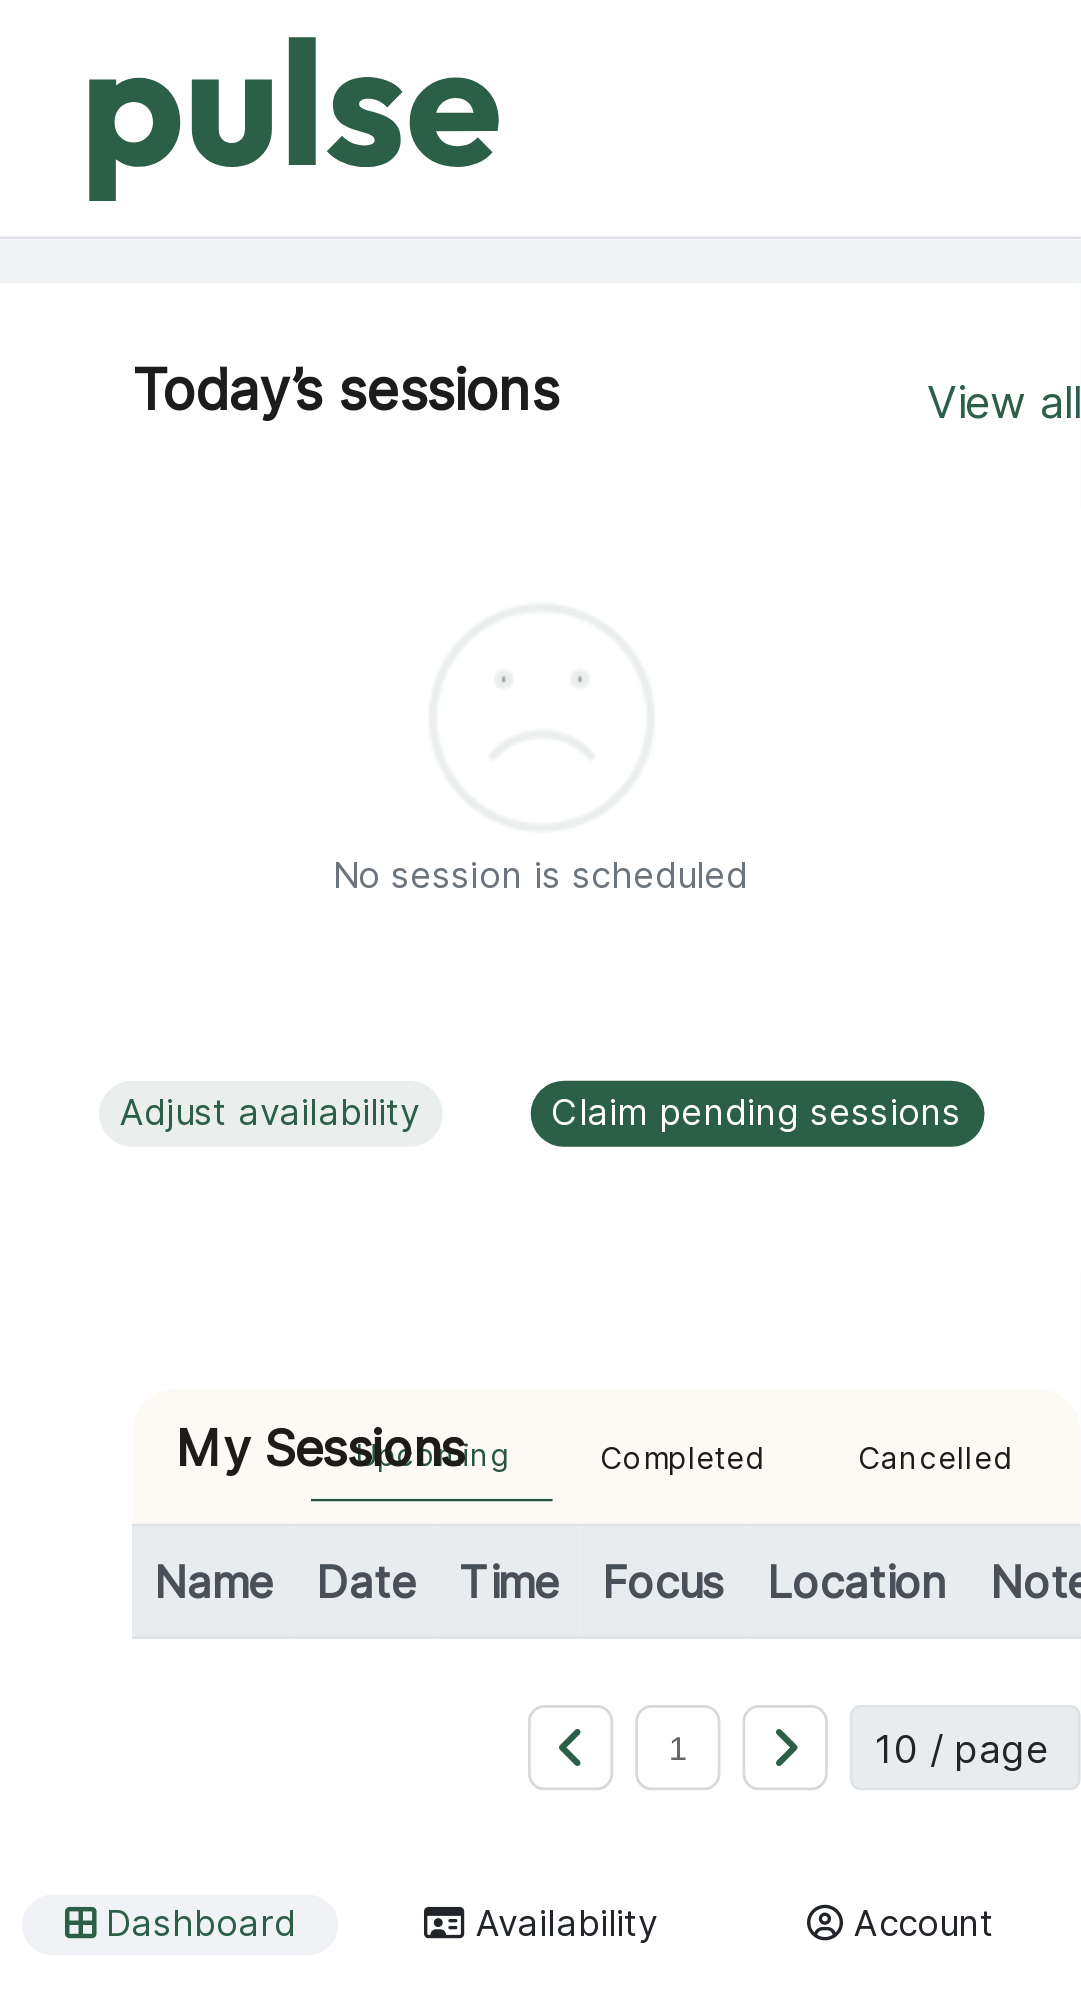 pulse
Today’s sessions
View all
No session is scheduled
Adjust availability
Claim pending sessions
My Sessions
Upcoming
Completed
Cancelled
Name Date Time Focus Location Note
1
10 / page
Dashboard
Availability
Account